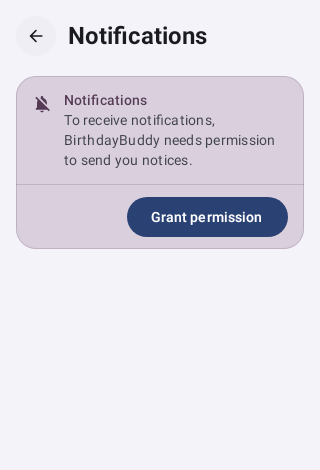 Notifications
Notifications
To receive notifications,
BirthdayBuddy needs permission
to send you notices.
Grant permission